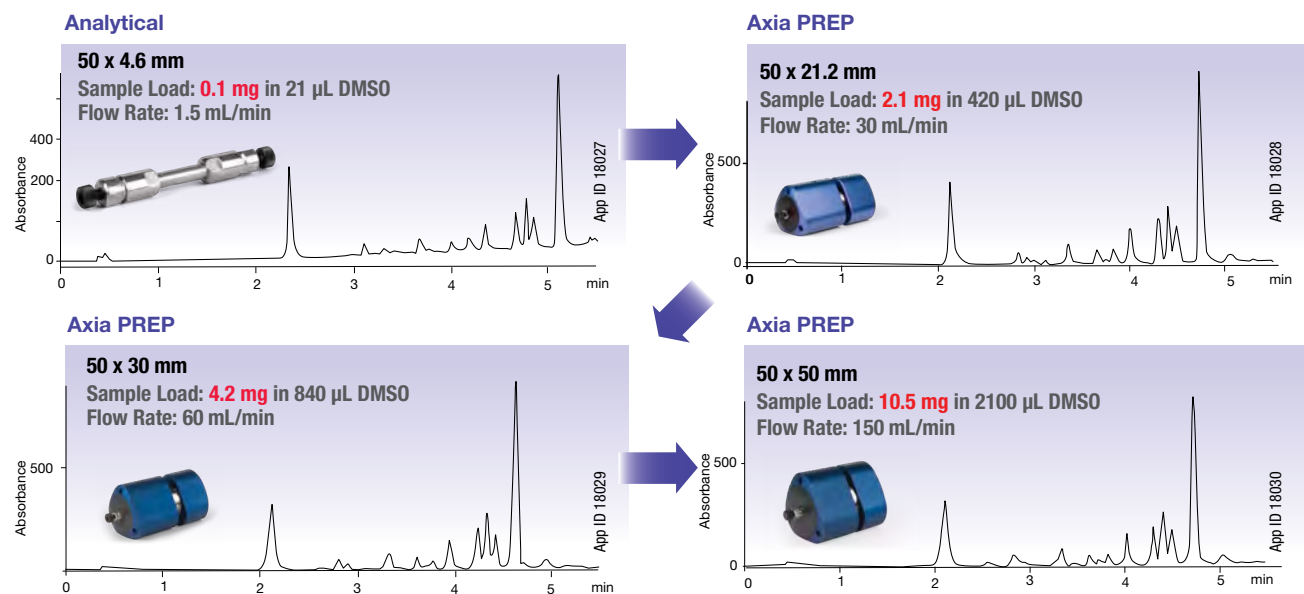 Analytical
50 x 4.6 mm
Sample Load: 0.1 mg in 21 µL DMSO
Flow Rate: 1.5 mL/min
400
200
0
Absorbance
0 1 2 3 4 5 min
App ID 18027
Axia PREP
50 x 21.2 mm
Sample Load: 2.1 mg in 420 µL DMSO
Flow Rate: 30 mL/min
500
0
Absorbance
0 1 2 3 4 5 min
App ID 18028
Axia PREP
50 x 30 mm
Sample Load: 4.2 mg in 840 µL DMSO
Flow Rate: 60 mL/min
500
Absorbance
0 1 2 3 4 5 min
App ID 18029
Axia PREP
50 x 50 mm
Sample Load: 10.5 mg in 2100 µL DMSO
Flow Rate: 150 mL/min
500
0
Absorbance
0 1 2 3 4 5 min
App ID 18030